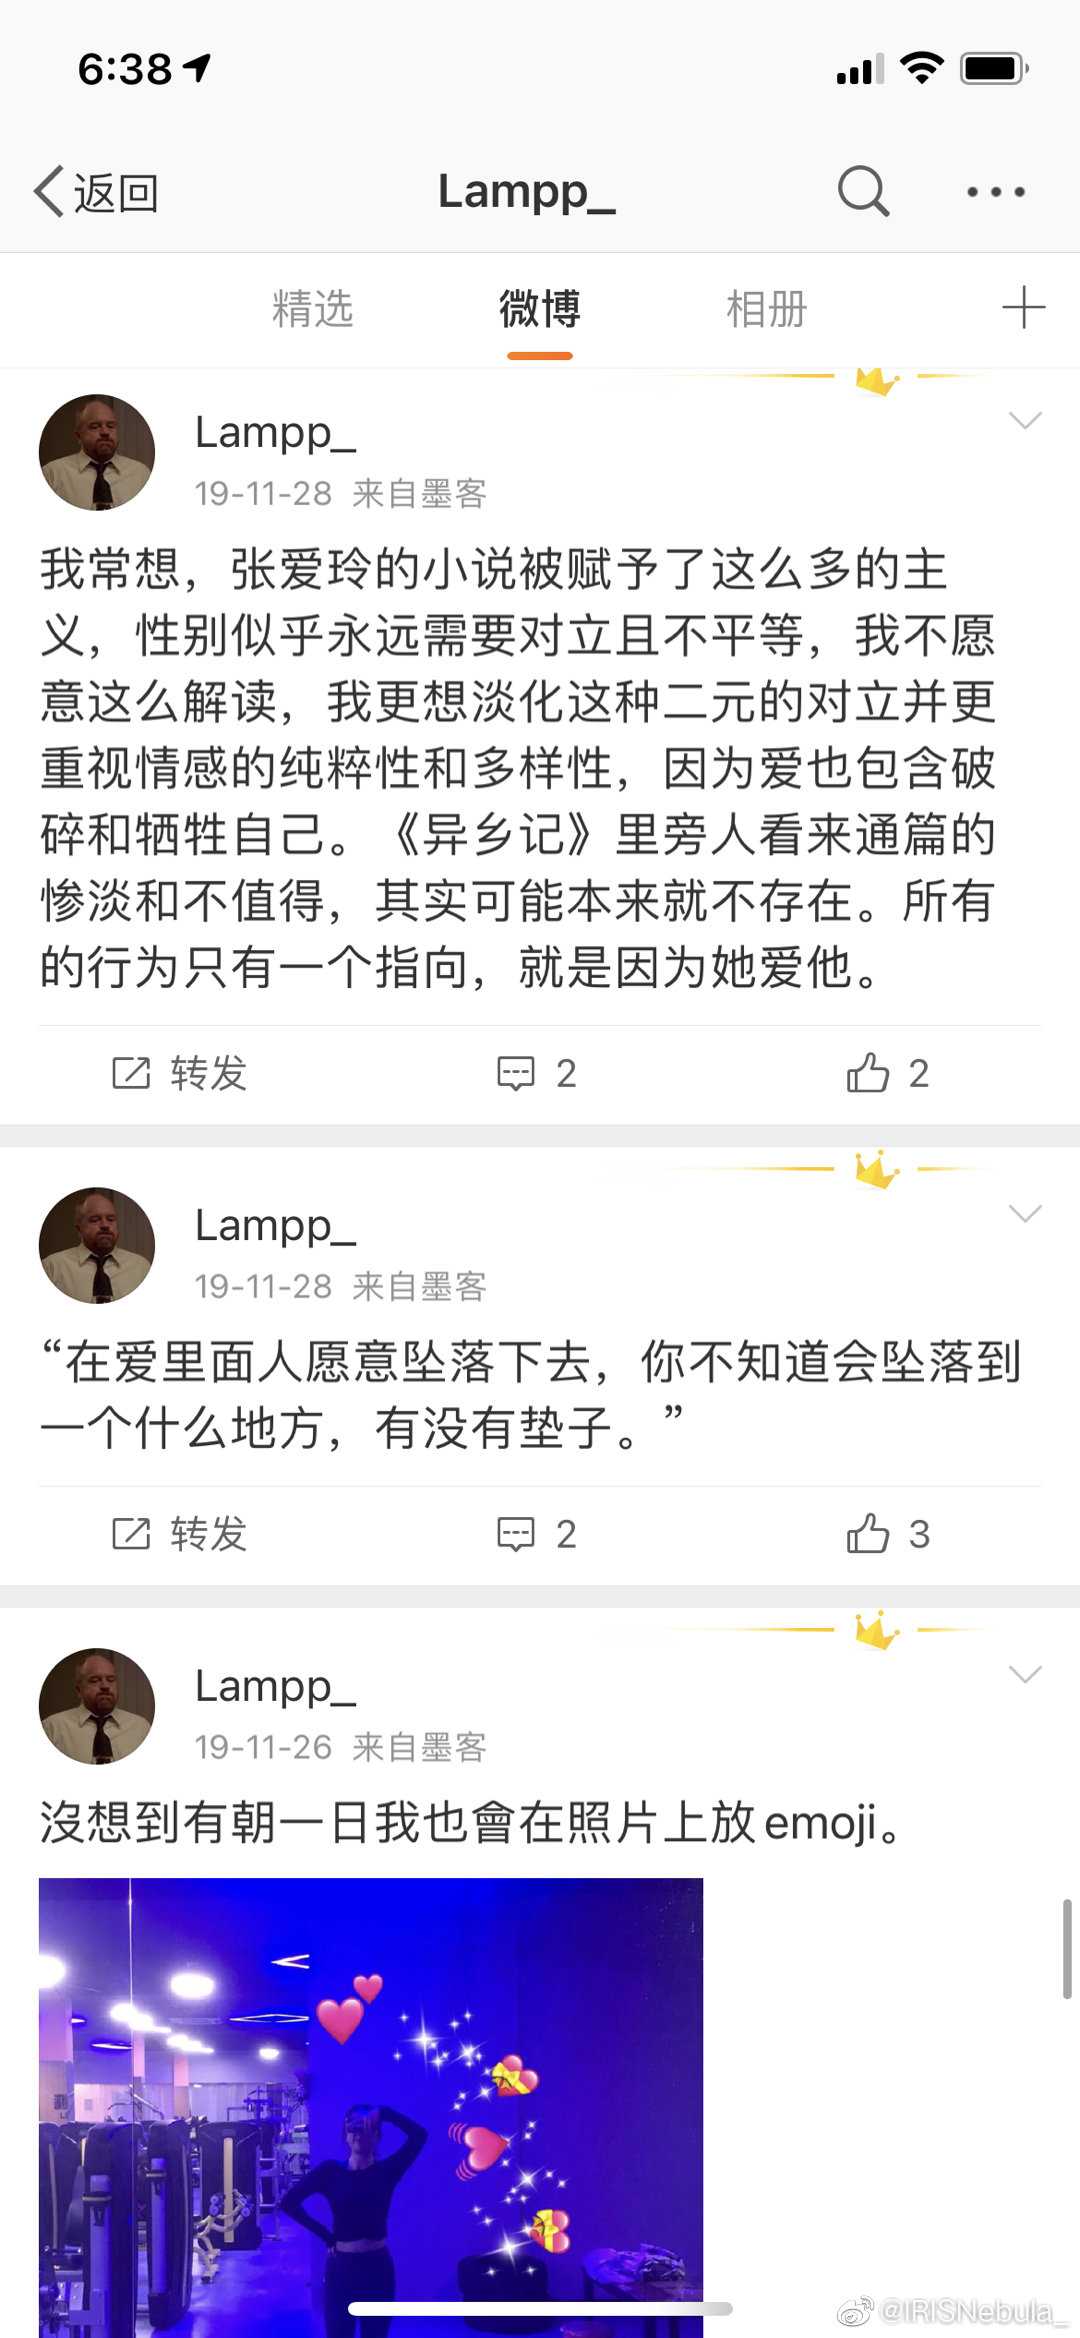 6:38
返回
Lampp_
精选
微博
相册
Lampp_
19-11-28 来自墨客
我常想，张爱玲的小说被赋予了这么多的主
义，性别似乎永远需要对立且不平等，我不愿
意这么解读，我更想淡化这种二元的对立并更
重视情感的纯粹性和多样性，因为爱也包含破
碎和牺牲自己。《异乡记》里旁人看来通篇的
惨淡和不值得，其实可能本来就不存在。所有
的行为只有一个指向，就是因为她爱他。
转发
2
2
Lampp_
19-11-28 来自墨客
“在爱里面人愿意坠落下去，你不知道会坠落到
一个什么地方，有没有垫子。”
转发
2
3
Lampp_
19-11-26 来自墨客
沒想到有朝一日我也會在照片上放emoji。
@IRISNebula_